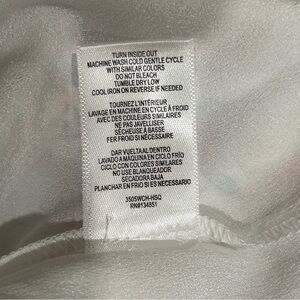 TURN INSIDE OUT
MACHINE WASH COLD GENTLE CYCLE
WITH SIMILAR COLORS
DO NOT BLEACH
TUMBLE DRY LOW
COOL IRON ON REVERSE IF NEEDED
TOURNEZ L'INTÉRIEUR
LAVAGE EN MACHINE EN CYCLE À FROID
AVEC DES COULEURS SIMILAIRES
NE PAS JAVELLISER
SÉCHEUSE À BASSE
FER FROID SI NÉCESSAIRE
DAR VUELTA AL DENTRO
LAVADO A MÁQUINA EN CICLO FRÍO
CICLO CON COLORES SIMILARES
NO USE BLANQUEADOR
SECADORA BAJA
PLANCHAR EN FRIO SI ES NECESARIO
3505WCH-HSQ
RN#134551